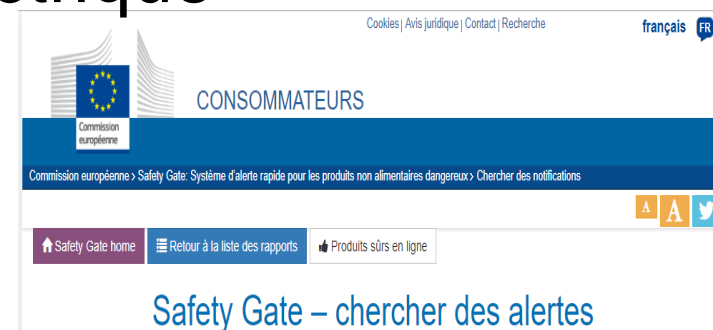 Cookies | Avis juridique | Contact | Recherche
français FR
Commission
européenne
CONSOMMATEURS
Commission européenne > Safety Gate: Système d'alerte rapide pour les produits non alimentaires dangereux > Chercher des notifications
A A
Safety Gate home
Retour à la liste des rapports
Produits sûrs en ligne
Safety Gate – chercher des alertes